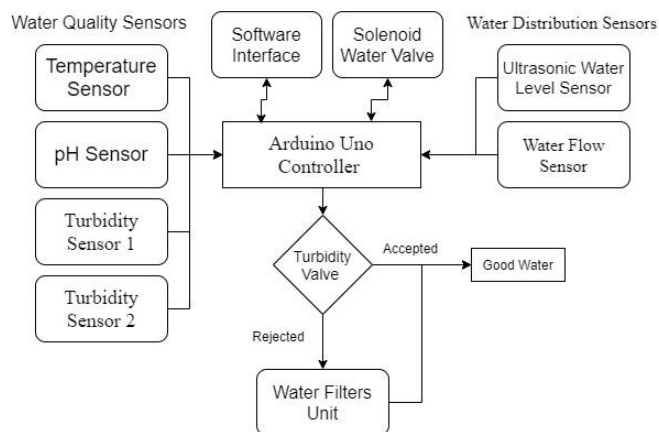 Water Quality Sensors
Temperature
Sensor
pH Sensor
Turbidity
Sensor 1
Turbidity
Sensor 2
Software
Interface
Solenoid
Water Valve
Water Distribution Sensors
Ultrasonic Water
Level Sensor
Water Flow
Sensor
Arduino Uno
Controller
Turbidity
Valve
Accepted
Good Water
Rejected
Water Filters
Unit